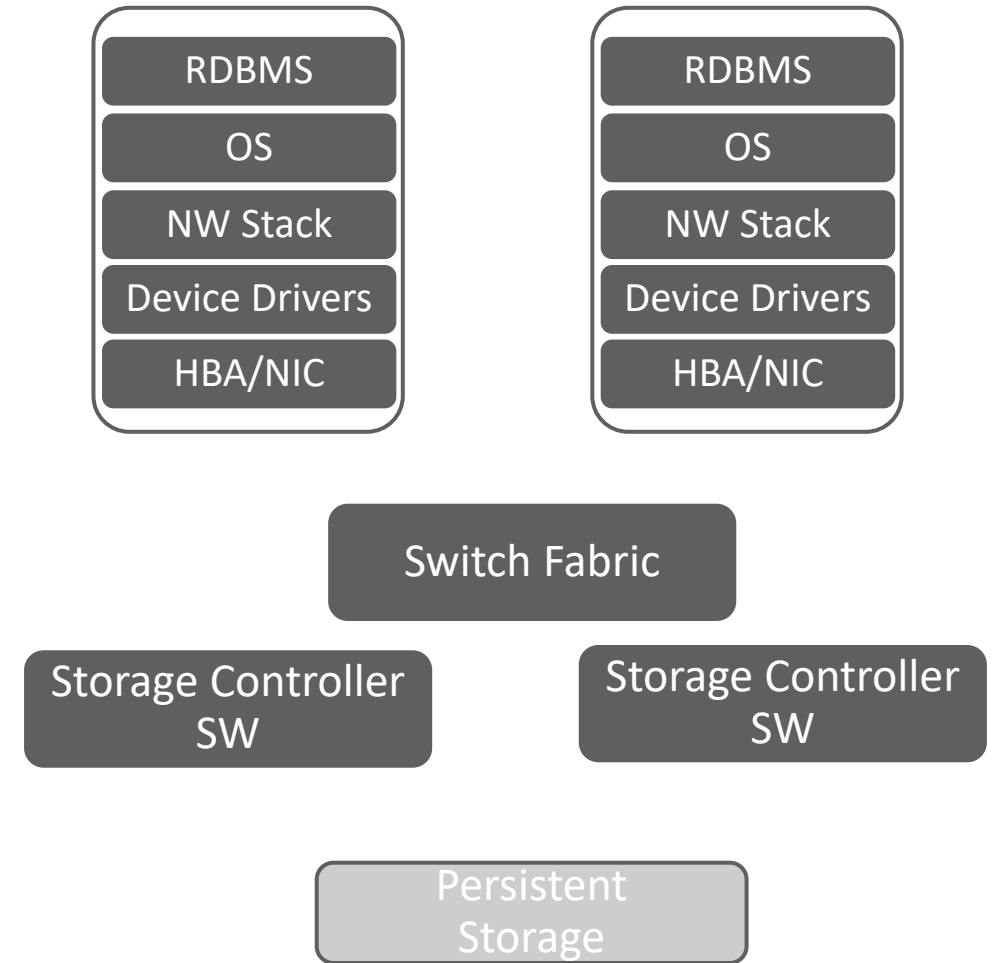 RDBMS
OS
NW Stack
Device Drivers
HBA/NIC
RDBMS
OS
NW Stack
Device Drivers
HBA/NIC
Switch Fabric
Storage Controller
SW
Storage Controller
SW
Persistent
Storage